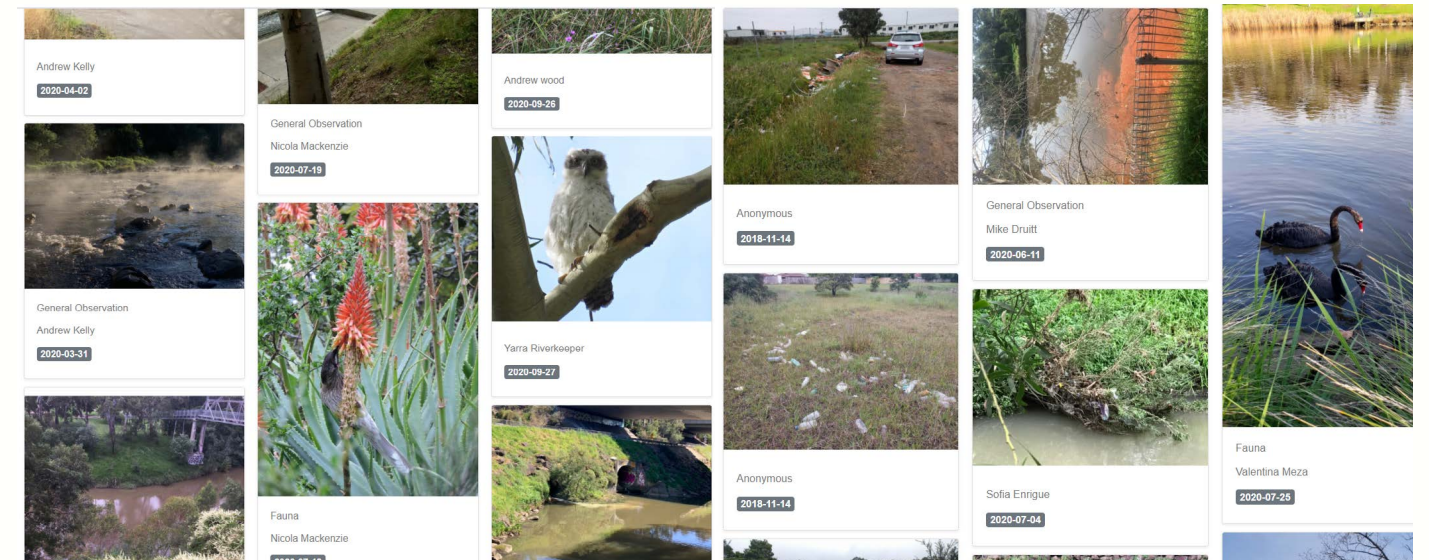 Andrew Kelly
2020-04-02
General Observation
Andrew Kelly
2020-03-31
General Observation
Nicola Mackenzie
2020-07-19
Fauna
Nicola Mackenzie
Andrew wood
2020-09-26
Yarra Riverkeeper
2020-09-27
Anonymous
2018-11-14
Anonymous
2018-11-14
General Observation
Mike Druitt
2020-06-11
Sofia Enrigue
2020-07-04
Fauna
Valentina Meza
2020-07-25